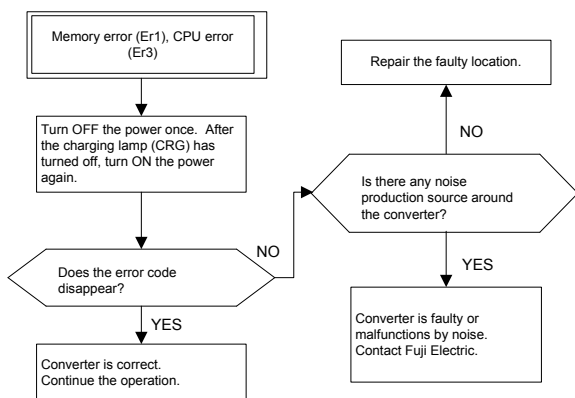 Memory error (Er1), CPU error
(Er3)
Turn OFF the power once. After
the charging lamp (CRG) has
turned off, turn ON the power
again.
Does the error code
disappear?
NO
YES
Converter is correct.
Continue the operation.
Repair the faulty location.
NO
Is there any noise
production source around
the converter?
YES
Converter is faulty or
malfunctions by noise.
Contact Fuji Electric.